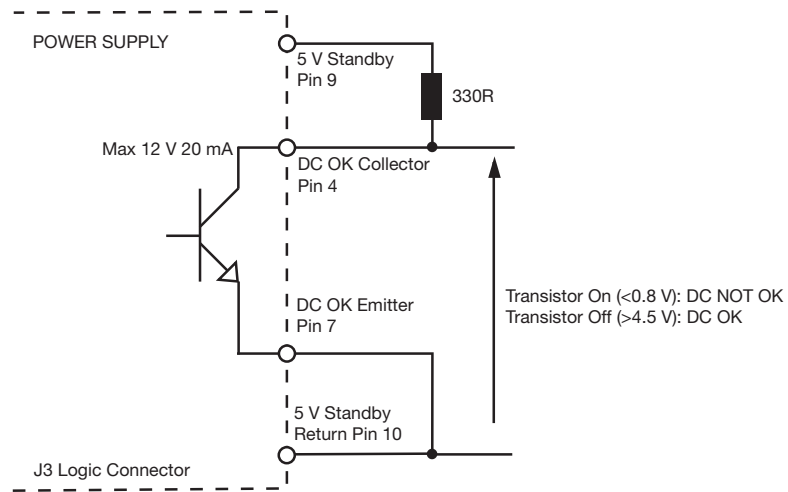 POWER SUPPLY
5 V Standby
Pin 9
330R
Max 12 V 20 mA
DC OK Collector
Pin 4
Transistor On (<0.8 V): DC NOT OK
Transistor Off (>4.5 V): DC OK
DC OK Emitter
Pin 7
5 V Standby
Return Pin 10
J3 Logic Connector